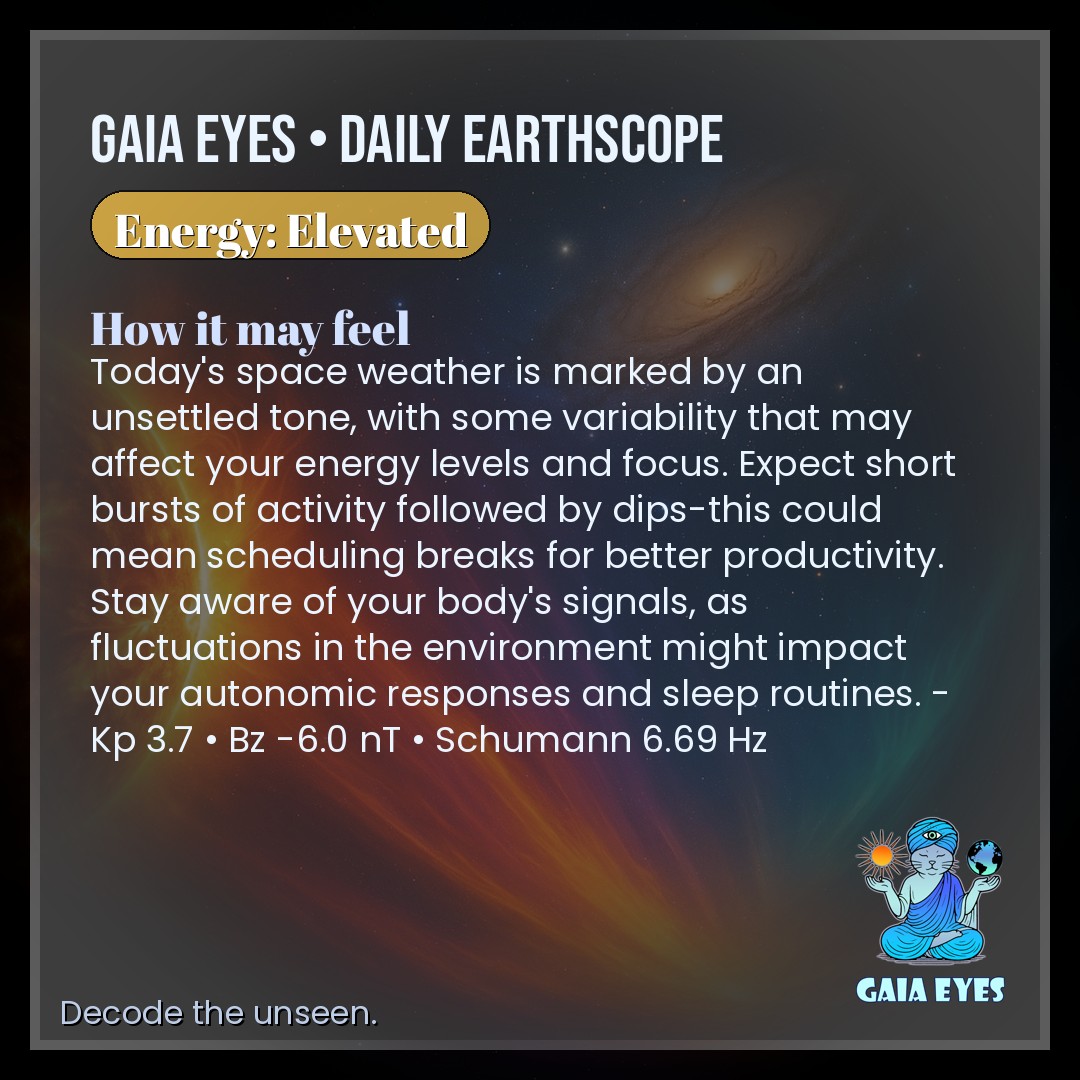 GAIA EYES • DAILY EARTHSCOPE
Energy: Elevated
How it may feel
Today's space weather is marked by an
unsettled tone, with some variability that may
affect your energy levels and focus. Expect short
bursts of activity followed by dips-this could
mean scheduling breaks for better productivity.
Stay aware of your body's signals, as
fluctuations in the environment might impact
your autonomic responses and sleep routines. -
Kp 3.7 • Bz -6.0 nT • Schumann 6.69 Hz
GAIA EYES
Decode the unseen.